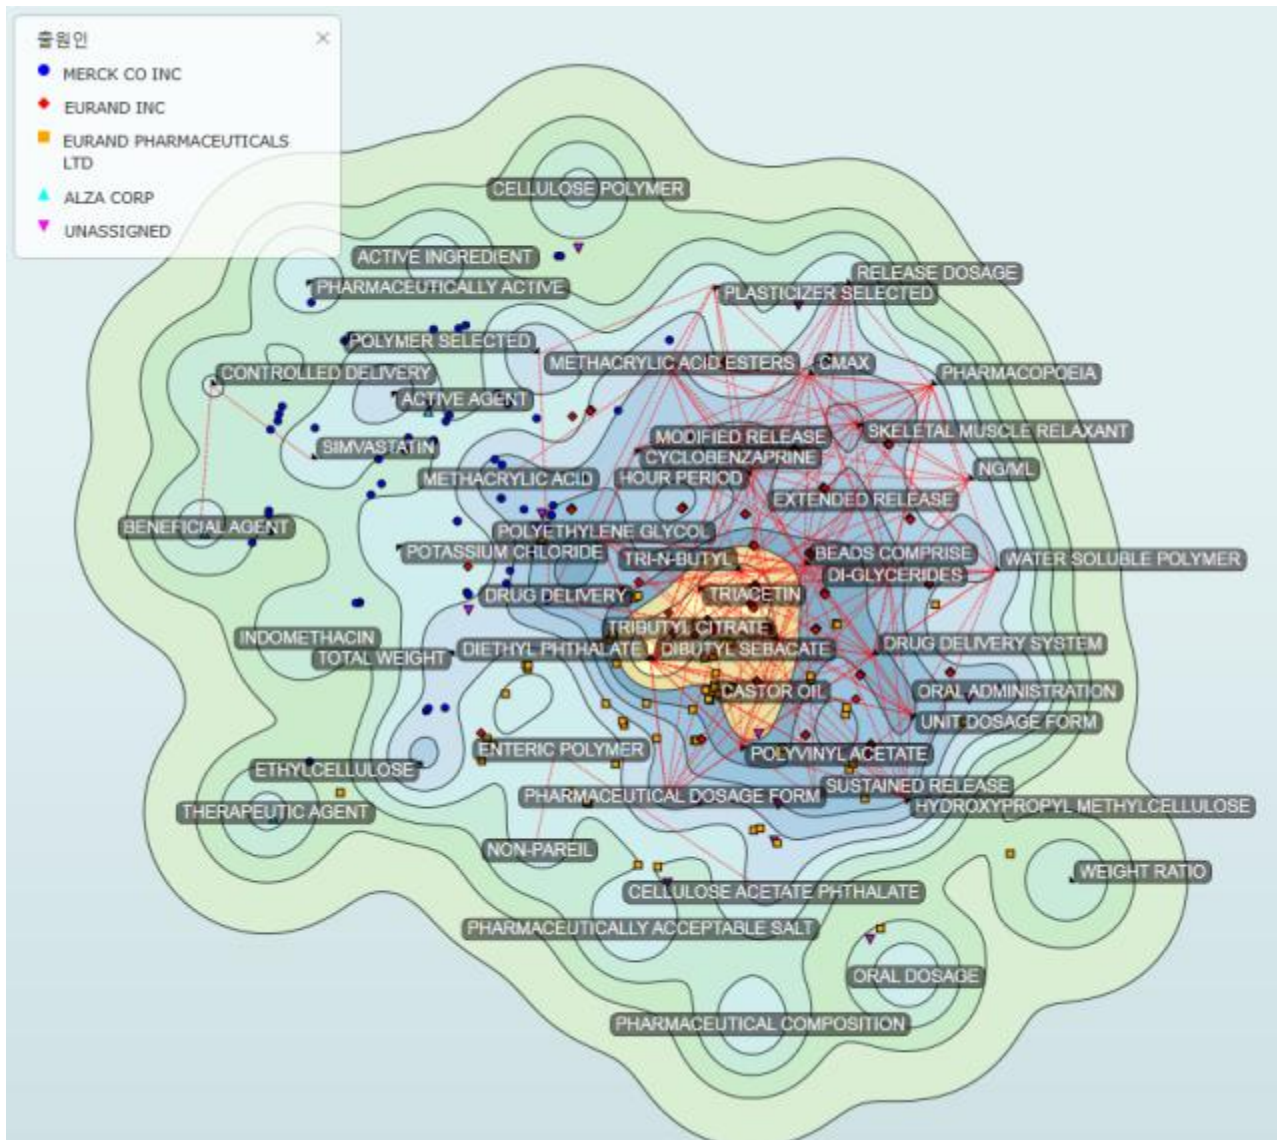 출원인
MERCK CO INC
EURAND INC
EURAND PHARMACEUTICALS
LTD
ALZA CORP
UNASSIGNED
CELLULOSE POLYMER
ACTIVE INGREDIENT
RELEASE DOSAGE
PHARMACEUTICALLY ACTIVE
PLASTICIZER SELECTED
POLYMER SELECTED
METHACRYLIC ACID ESTERS
CMAX
CONTROLLED DELIVERY
PHARMACOPOEIA
ACTIVE AGENT
SKELETAL MUSCLE RELAXANT
MODIFIED RELEASE
SIMVASTATIN
CYCLOBENZAPRINE
NG/ML
METHACRYLIC ACID
HOUR PERIOD
EXTENDED RELEASE
BENEFICIAL AGENT
POLYETHYLENE GLYCOL
POTASSIUM CHLORIDE
TRI-N-BUTYL
BEADS COMPRISE
WATER SOLUBLE POLYMER
DI-GLYCERIDES
DRUG DELIVERY
TRIACETIN
TRIBUTYL CITRATE
INDOMETHACIN
DRUG DELIVERY SYSTEM
TOTAL WEIGHT
DIETHYL PHTHALATE
DIBUTYL SEBACATE
CASTOR OIL
ORAL ADMINISTRATION
UNIT DOSAGE FORM
ENTERIC POLYMER
POLYVINYL ACETATE
ETHYLCELLULOSE
SUSTAINED RELEASE
PHARMACEUTICAL DOSAGE FORM
HYDROXYPROPYL METHYLCELLULOSE
THERAPEUTIC AGENT
NON-PAREIL
WEIGHT RATIO
CELLULOSE ACETATE PHTHALATE
PHARMACEUTICALLY ACCEPTABLE SALT
ORAL DOSAGE
PHARMACEUTICAL COMPOSITION